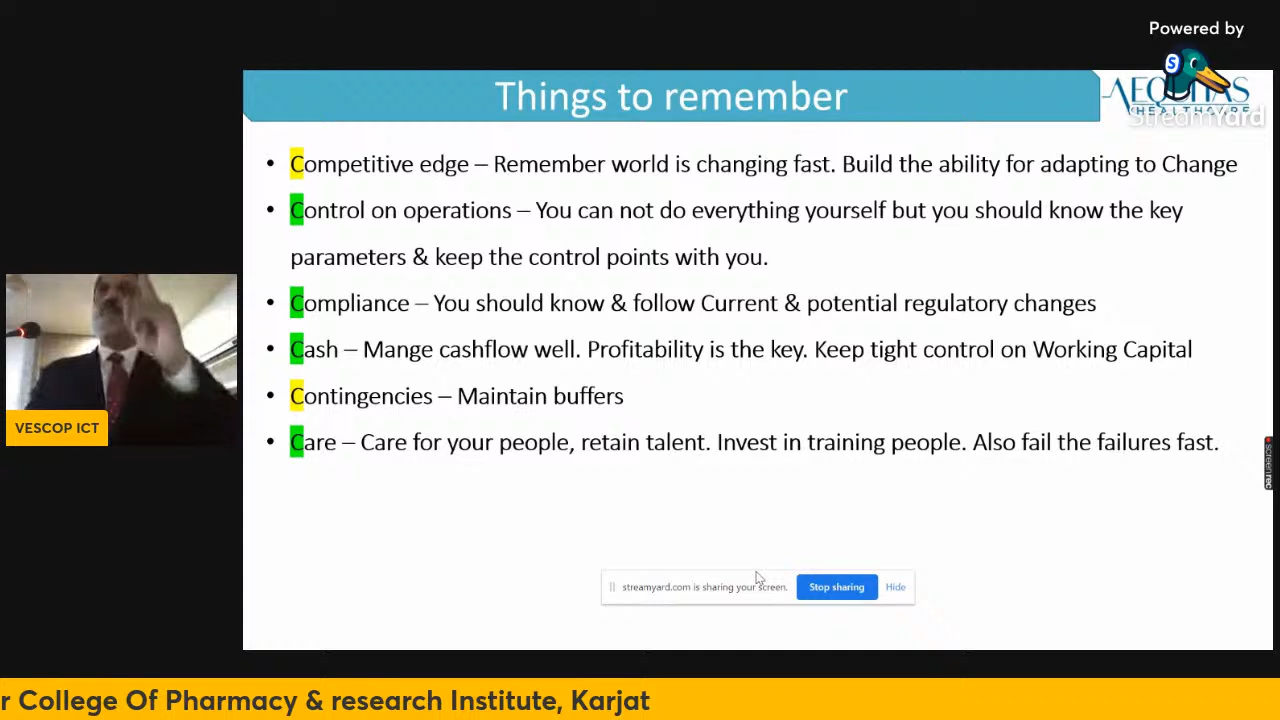 Powered by
StreamYard
Things to remember
AEQUITAS
HEALTHCARE
• Competitive edge – Remember world is changing fast. Build the ability for adapting to Change
• Control on operations – You can not do everything yourself but you should know the key
parameters & keep the control points with you.
• Compliance – You should know & follow Current & potential regulatory changes
• Cash – Mange cashflow well. Profitability is the key. Keep tight control on Working Capital
• Contingencies – Maintain buffers
• Care – Care for your people, retain talent. Invest in training people. Also fail the failures fast.
VESCOP ICT
screenrec
streamyard.com is sharing your screen.
Stop sharing
Hide
r College Of Pharmacy & research Institute, Karjat